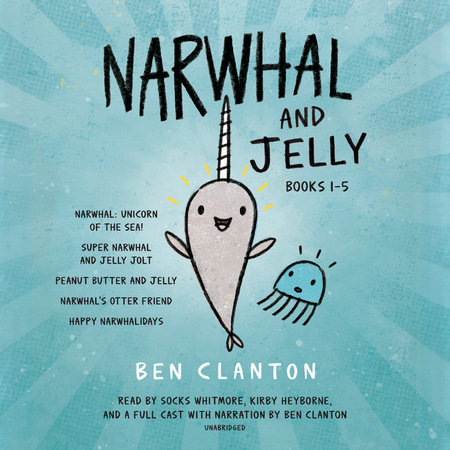 NARWHAL
AND
JELLY
BOOKS 1-5
NARWHAL: UNICORN
OF THE SEA!
SUPER NARWHAL
AND JELLY JOLT
PEANUT BUTTER AND JELLY
NARWHAL'S OTTER FRIEND
HAPPY NARWHALIDAYS
BEN CLANTON
READ BY SOCKS WHITMORE, KIRBY HEYBORNE,
AND A FULL CAST WITH NARRATION BY BEN CLANTON
UNABRIDGED